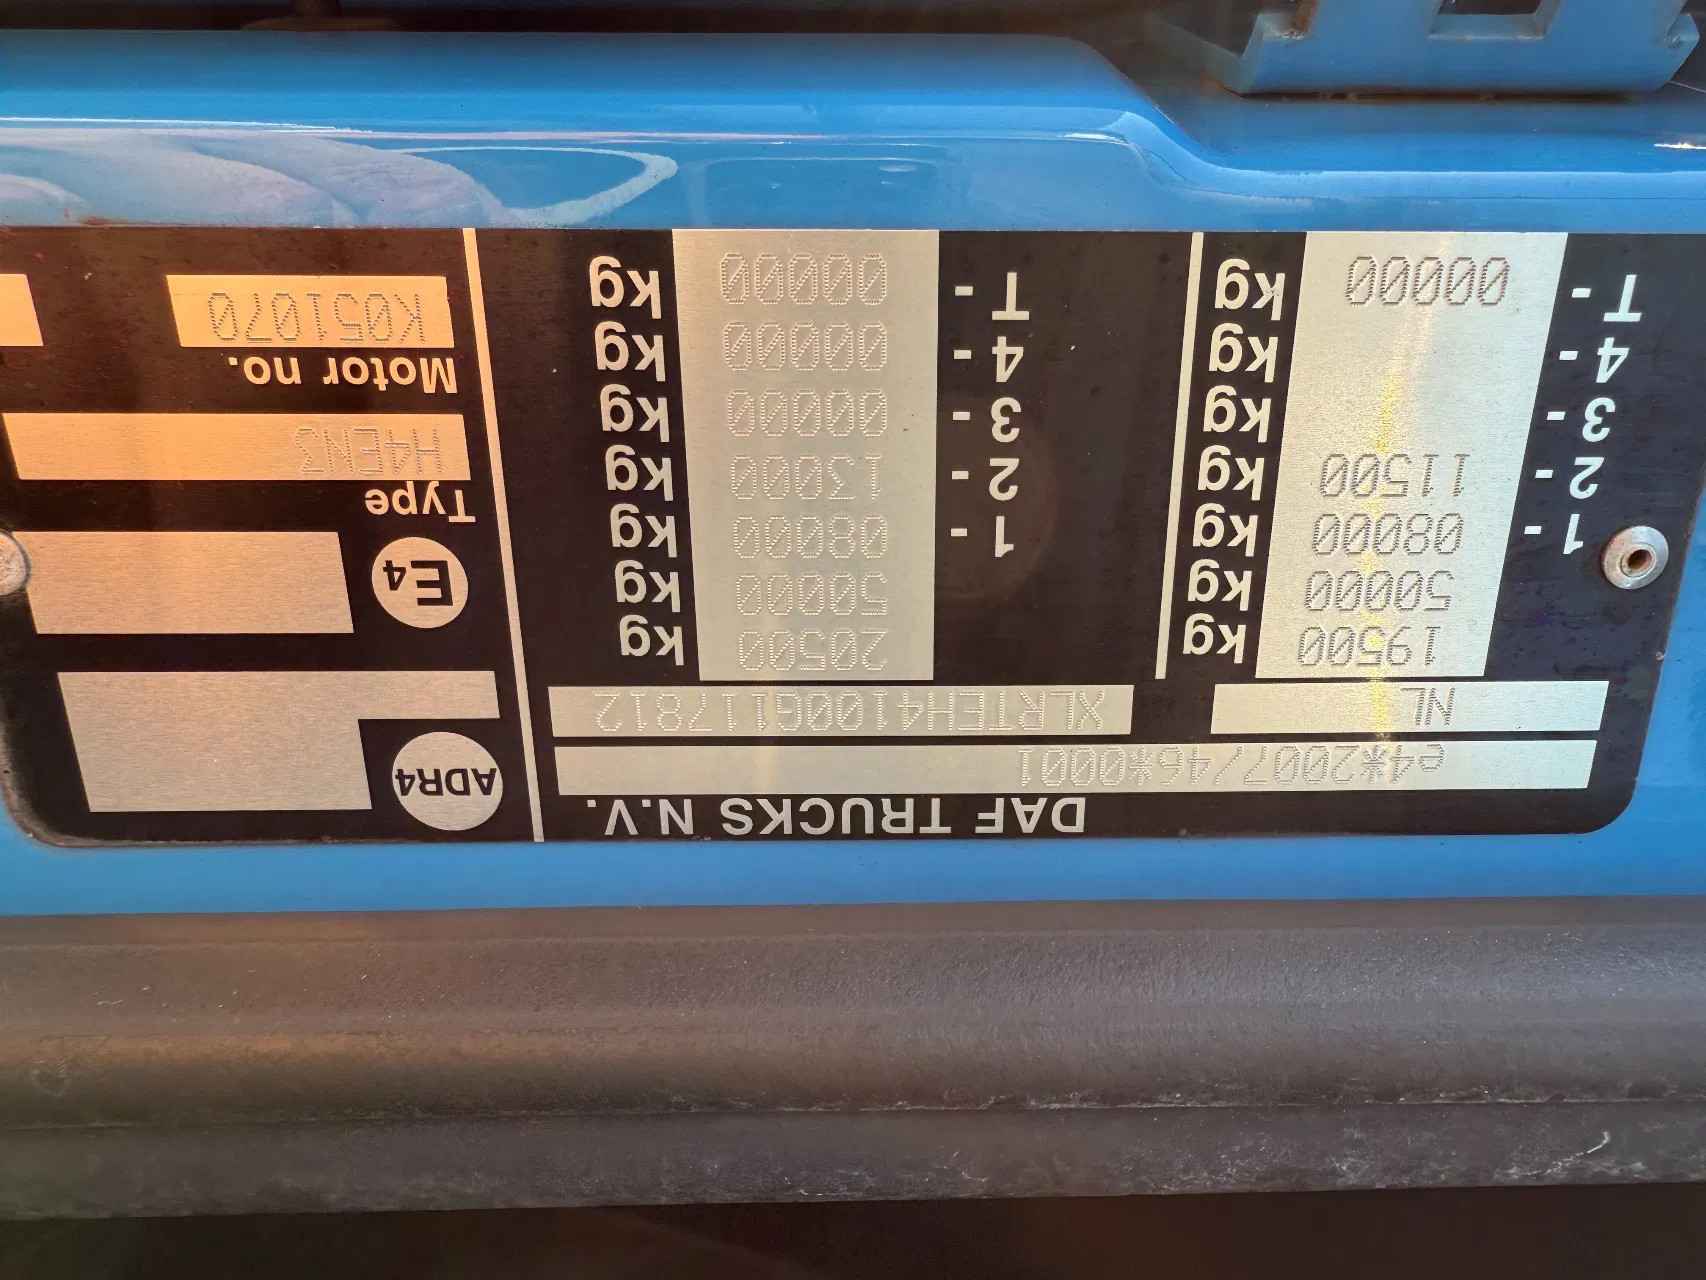 DAF TRUCKS N.V.
e4*2007/46*0001
NL XLRTEH4100G117812
19500 kg 20500 kg
50000 kg 50000 kg
1- 08000 kg 1- 08000 kg
2- 11500 kg 2- 13000 kg
3- kg 3- 00000 kg
4- kg 4- 00000 kg
T- 00000 kg T- 00000 kg
ADR4
E4
Type
H4EN3
Motor no.
K051070